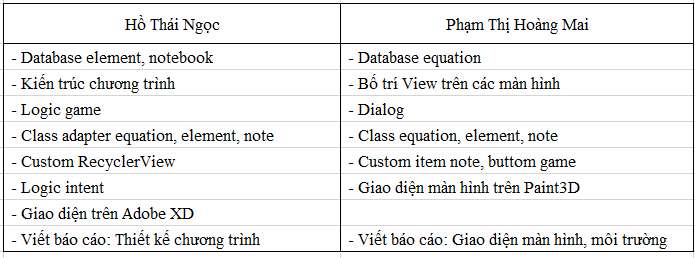 Hồ Thái Ngọc Phạm Thị Hoàng Mai
- Database element, notebook - Database equation
- Kiến trúc chương trình - Bố trí View trên các màn hình
- Logic game - Dialog
- Class adapter equation, element, note - Class equation, element, note
- Custom RecyclerView - Custom item note, buttom game
- Logic intent - Giao diện màn hình trên Paint3D
- Giao diện trên Adobe XD
- Viết báo cáo: Thiết kế chương trình - Viết báo cáo: Giao diện màn hình, môi trường